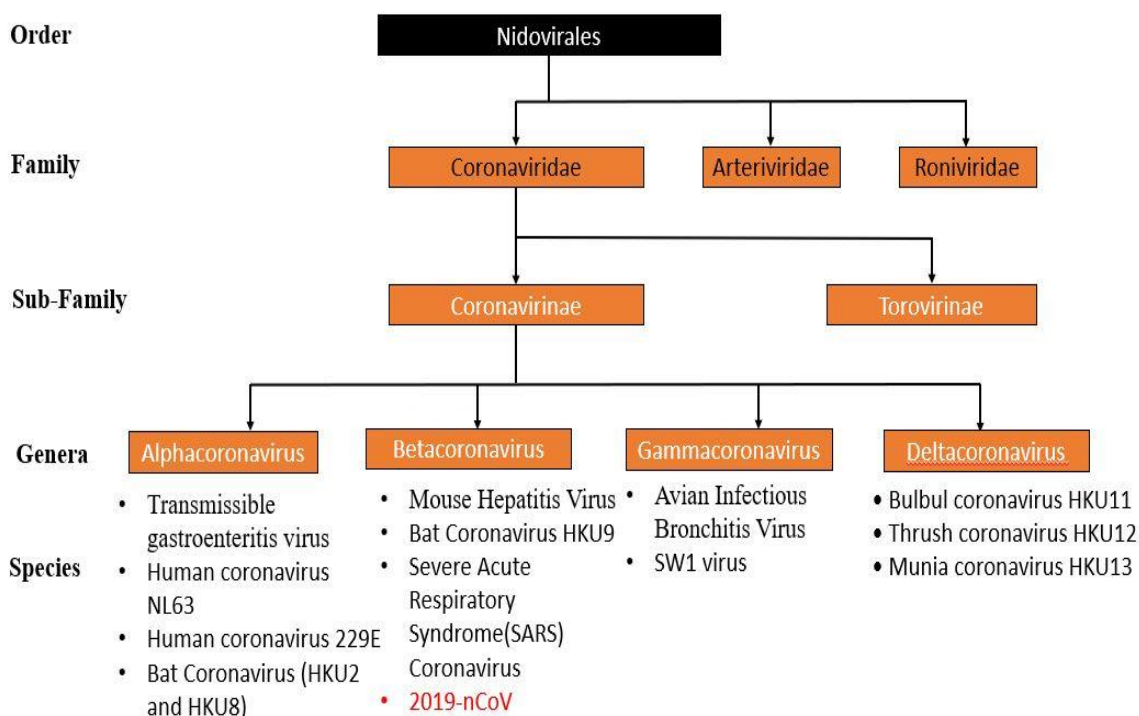 Order
Nidovirales
Family
Coronaviridae
Arteriviridae
Roniviridae
Sub-Family
Coronavirinae
Torovirinae
Genera
Alphacoronavirus
Betacoronavirus
Gammacoronavirus
Deltacoronavirus
Species
• Transmissible
gastroenteritis virus
• Human coronavirus
NL63
• Human coronavirus 229E
• Bat Coronavirus (HKU2
and HKU8)
• Mouse Hepatitis Virus
• Bat Coronavirus HKU9
• Severe Acute
Respiratory
Syndrome(SARS)
Coronavirus
• 2019-nCoV
• Avian Infectious
Bronchitis Virus
• SW1 virus
• Bulbul coronavirus HKU11
• Thrush coronavirus HKU12
• Munia coronavirus HKU13